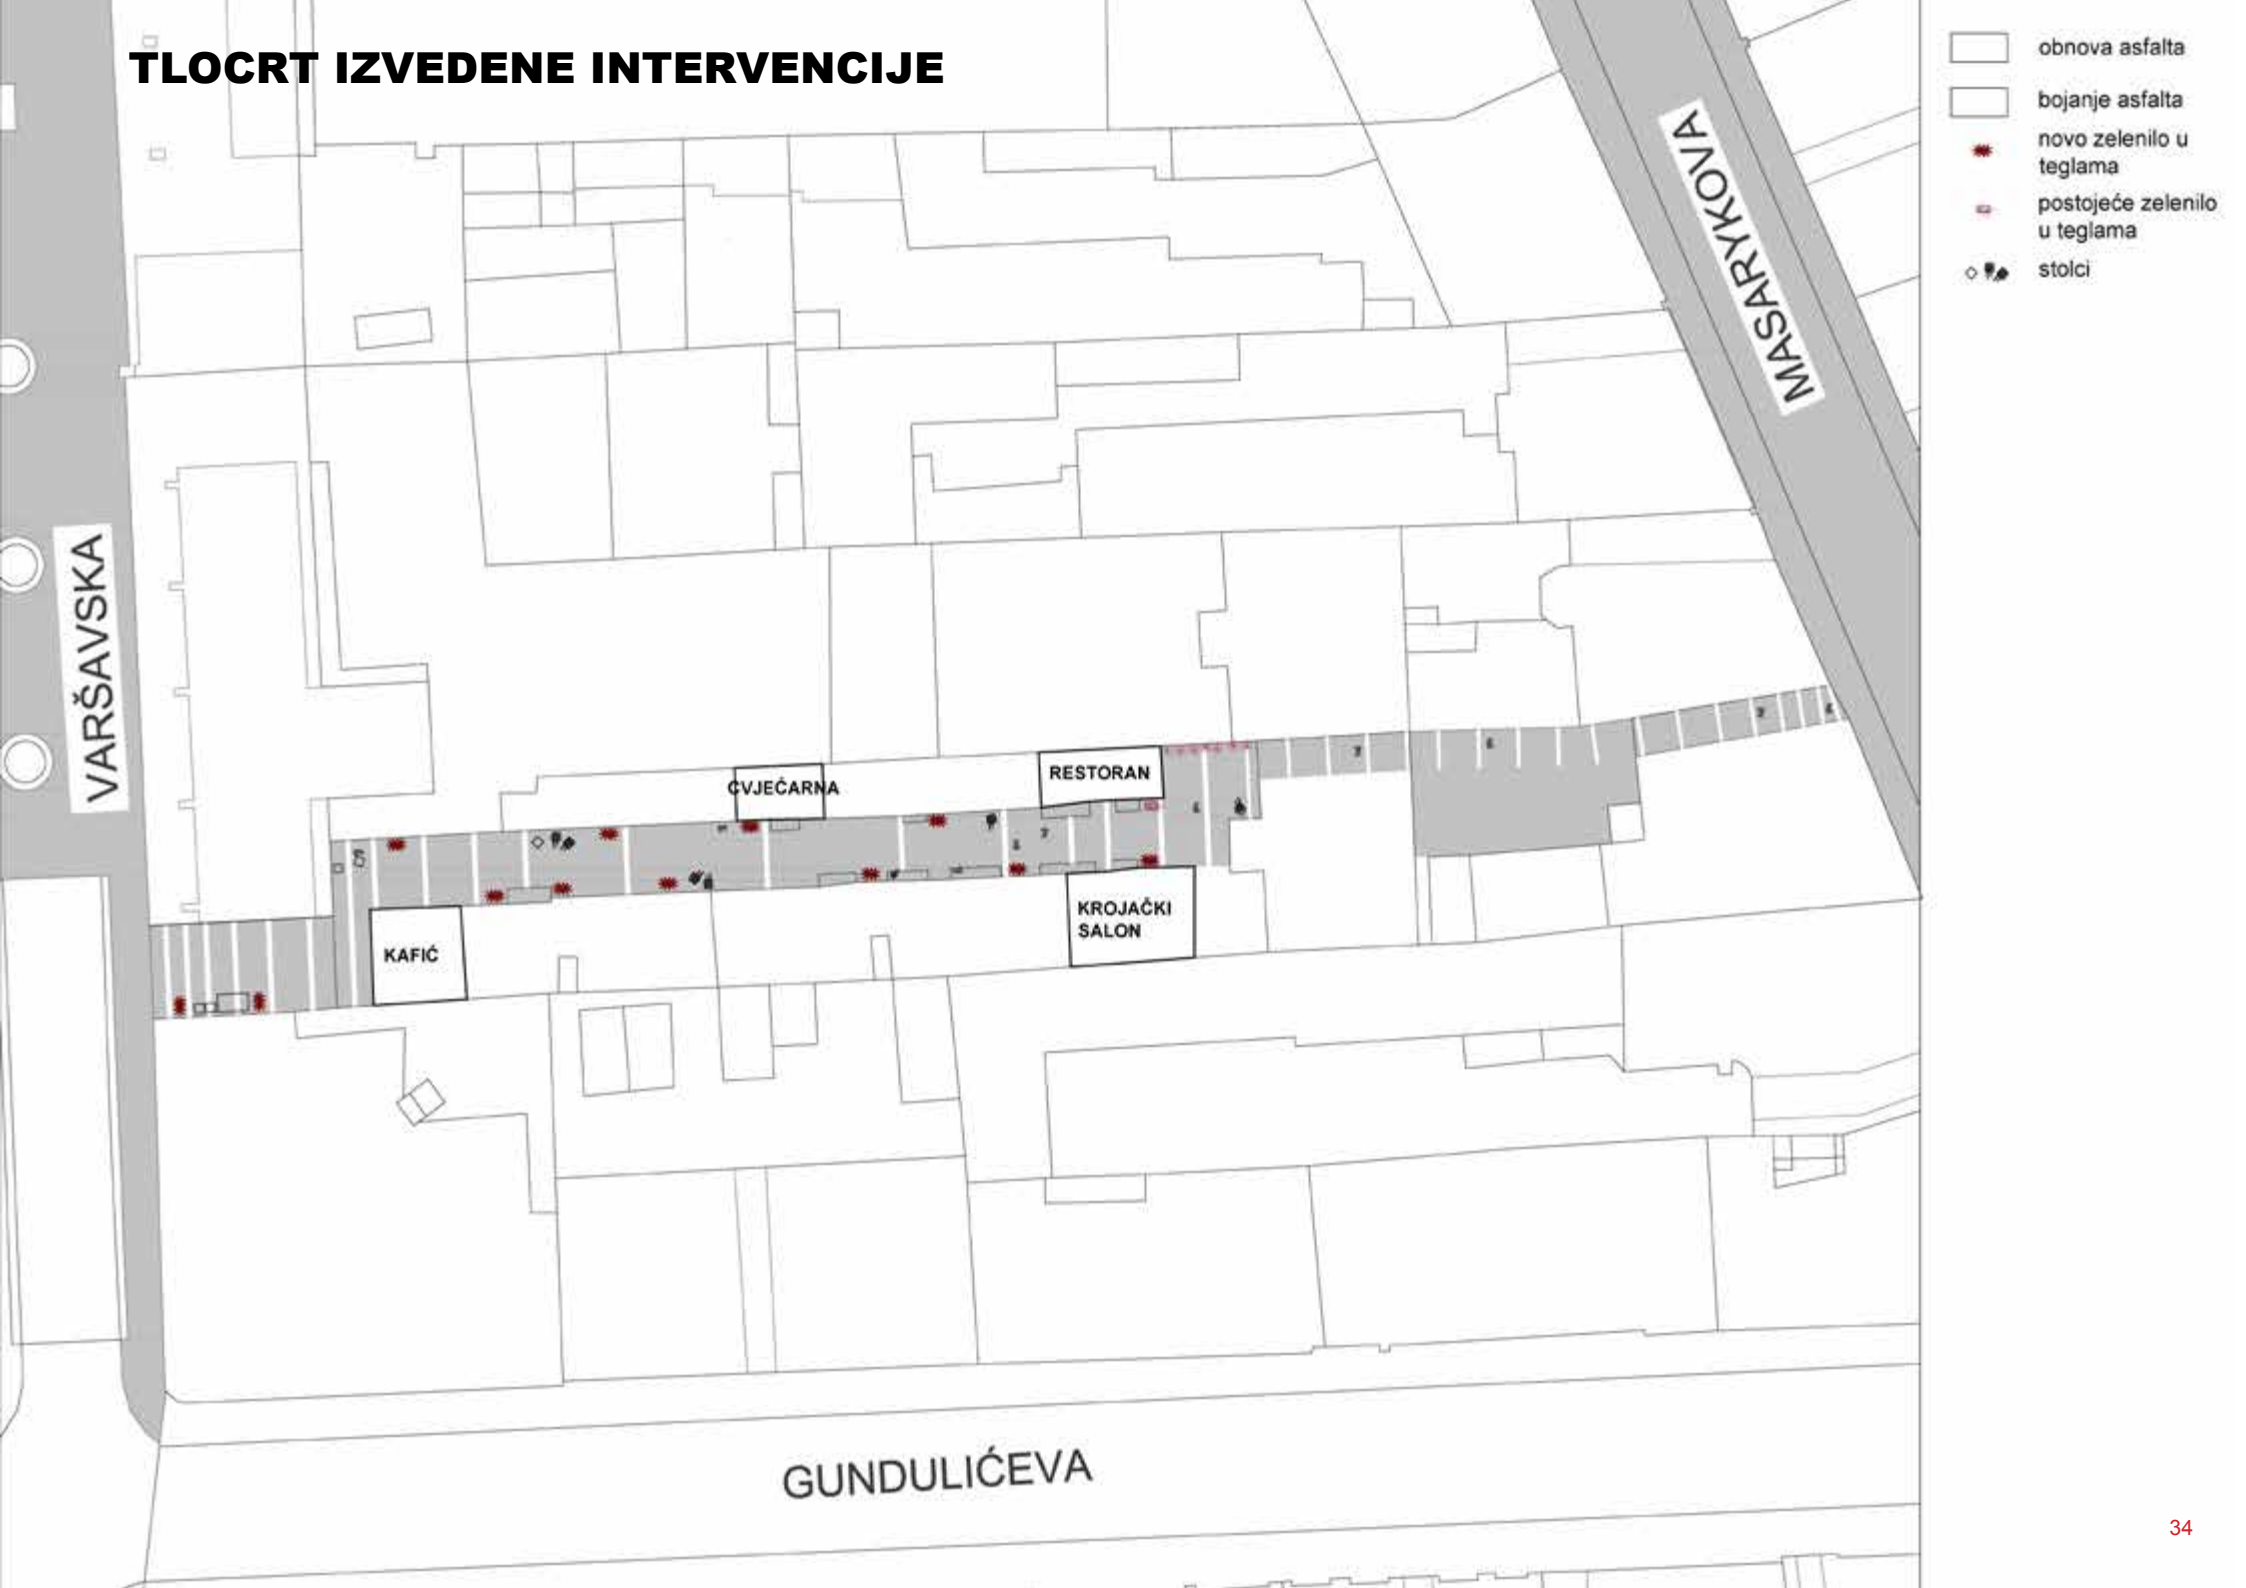 TLOCRT IZVEDENE INTERVENCIJE
obnova asfalta
bojanje asfalta
novo zelenilo u
teglama
postojeće zelenilo
u teglama
stolci
MASARYKOVA
VARŠAVSKA
CVJEĆARNA
RESTORAN
KAFIĆ
KROJAČKI
SALON
GUNDULIĆEVA
34